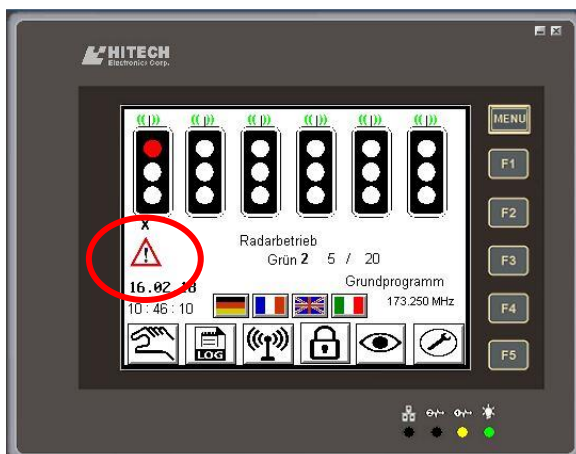 HITECH
Electronics Corp.
MENU
F1
F2
X
Radarbetrieb
Grün 2 5 / 20
F3
16.02.18
Grundprogramm
10:46:10
173.250 MHz
F4
LOG
F5